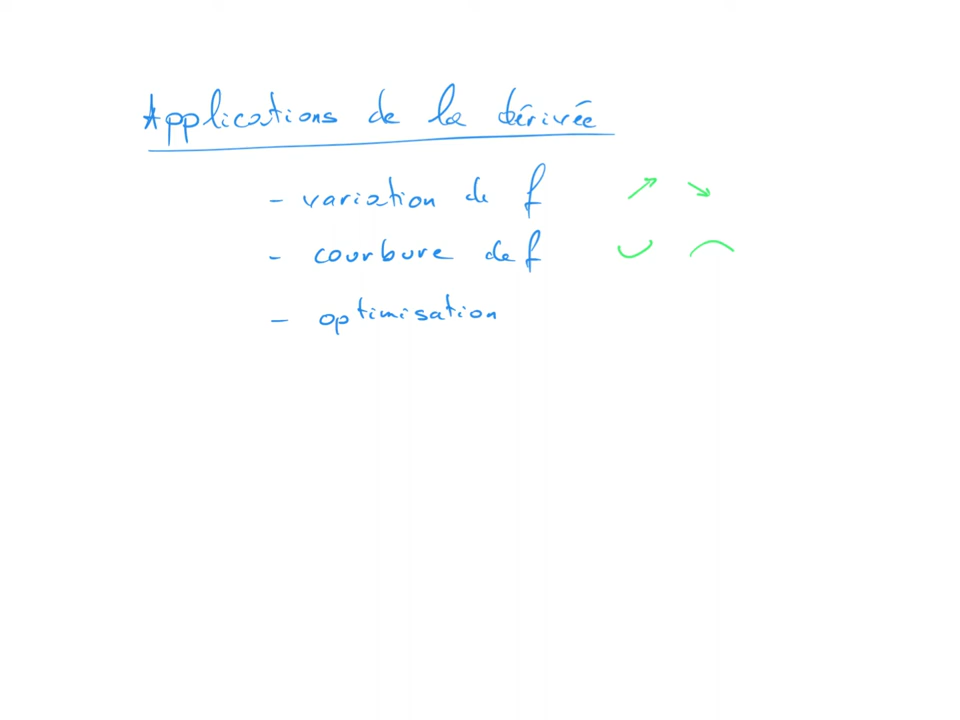 Applications de la dérivée
- variation de f ↗ ↘
- courbure de f
- optimisation